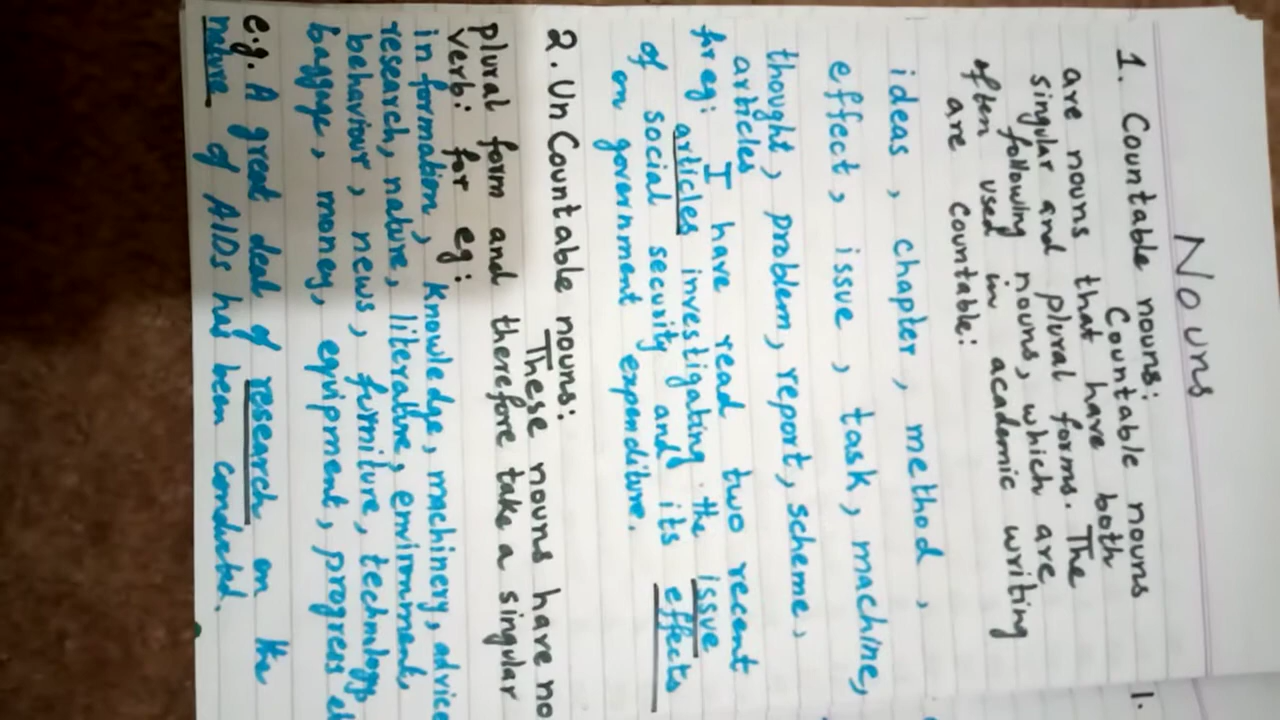 Nouns
1. Countable nouns:
Countable nouns
are nouns that have both
singular and plural forms. The
following nouns, which are
often used in academic writing
are countable:
ideas, chapter, method,
effect, issue, task, machine,
thought, problem, report, scheme,
articles
for eg: I have read two recent
articles investigating the issue
of social security and its effects
on government expenditure.
2. UnCountable nouns:
These nouns have no
plural form and therefore take a singular
verb: for eg:
information, knowledge, machinery, advice
research, nature, literature, environment,
behaviour, news, furniture, technology,
baggage, money, equipment, progress
e.g. A great deal of research on the
nature of AIDs has been conducted.
1.